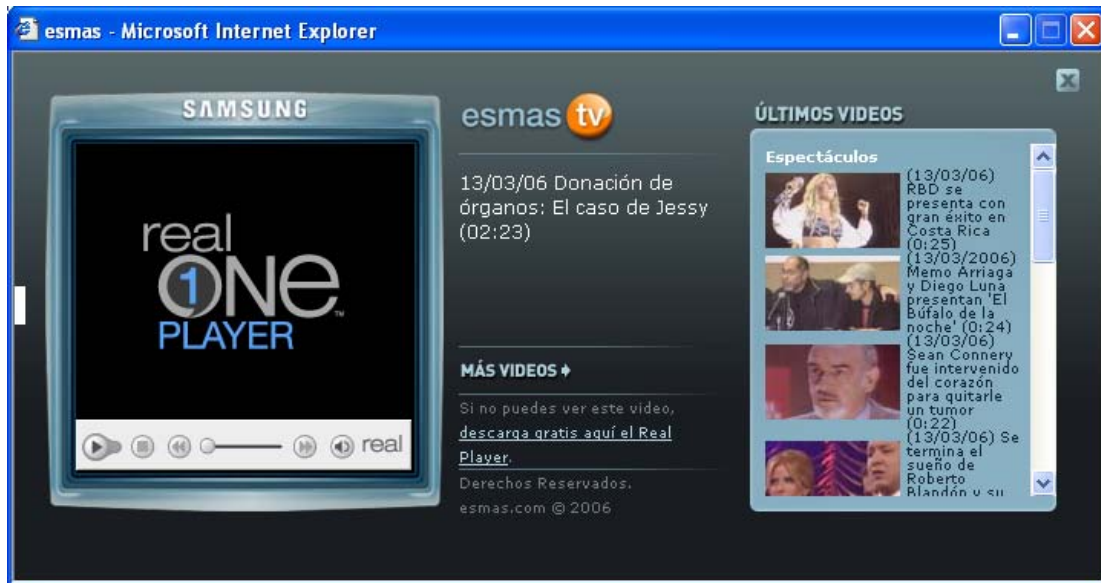 esmas - Microsoft Internet Explorer
SAMSUNG
real
ONE
PLAYER
real
esmas tv
13/03/06 Donación de
órganos: El caso de Jessy
(02:23)
MÁS VIDEOS
Si no puedes ver este video,
descarga gratis aquí el Real
Player.
Derechos Reservados.
esmas.com © 2006
ÚLTIMOS VIDEOS
Espectáculos
(13/03/06)
RBD se
presenta con
gran éxito en
Costa Rica
(0:25)
(13/03/2006)
Memo Arriaga
y Diego Luna
presentan 'El
Búfalo de la
noche' (0:24)
(13/03/06)
Sean Connery
fue intervenido
del corazón
para quitarle
un tumor
(0:22)
(13/03/06) Se
termina el
sueño de
Roberto
Blandón y su